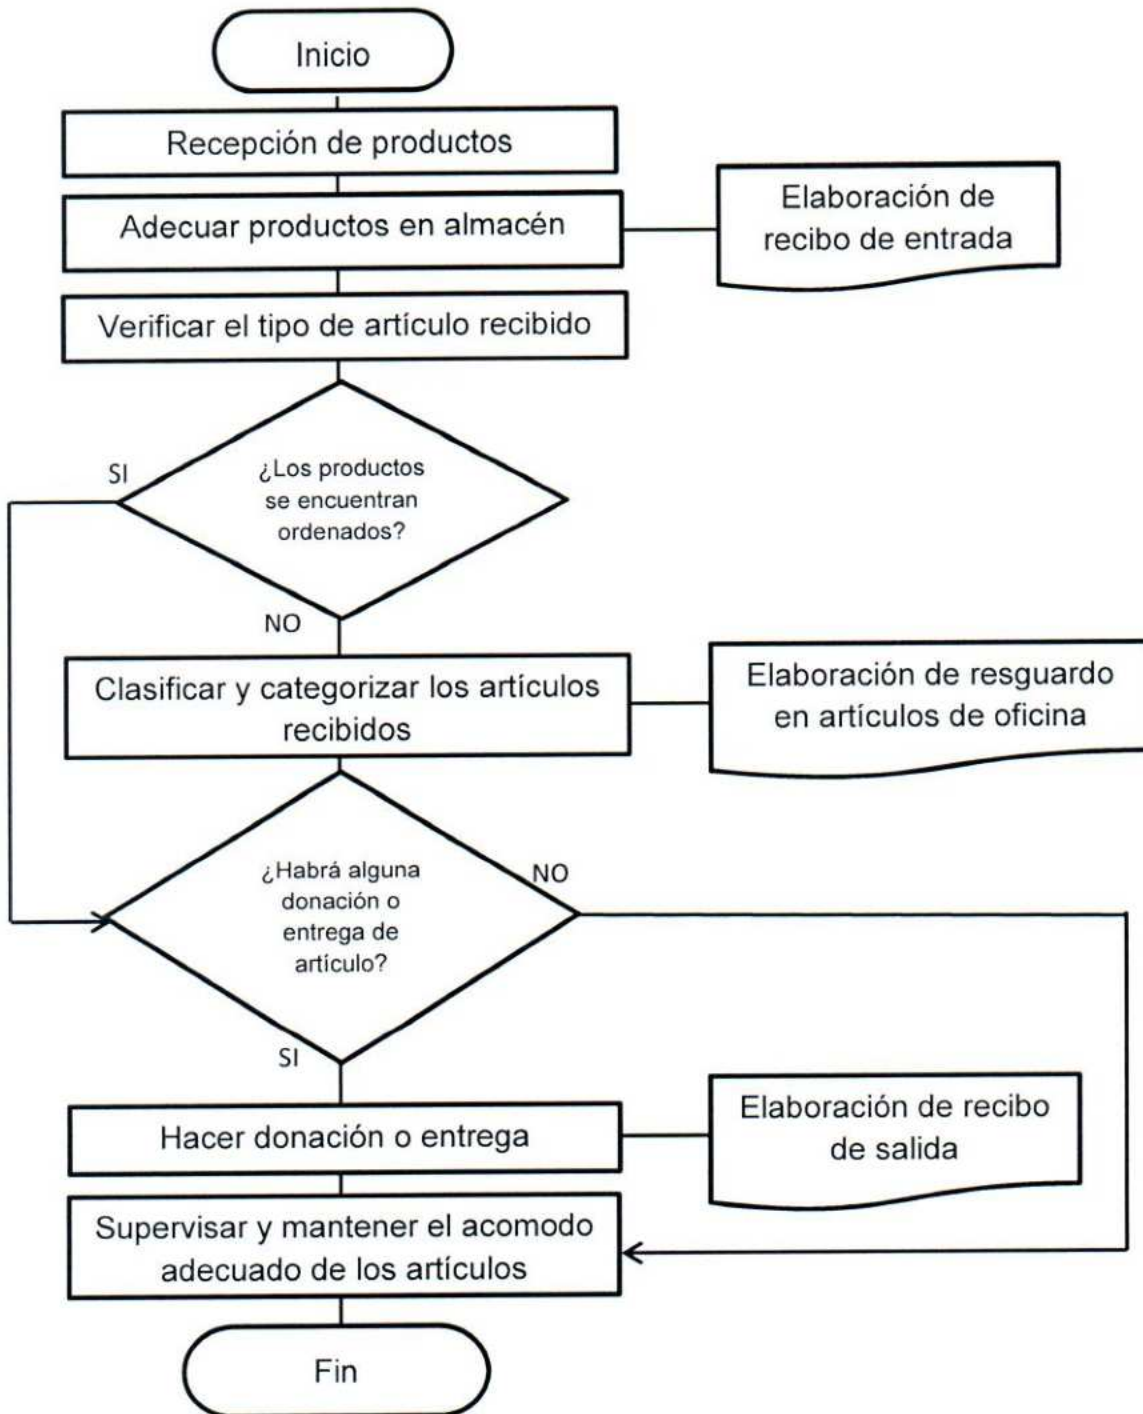 Inicio
Recepción de productos
Adecuar productos en almacén
Elaboración de
recibo de entrada
Verificar el tipo de artículo recibido
SI
¿Los productos
se encuentran
ordenados?
NO
Clasificar y categorizar los artículos
recibidos
Elaboración de resguardo
en artículos de oficina
¿Habrá alguna
donación o
entrega de
artículo?
NO
SI
Hacer donación o entrega
Elaboración de recibo
de salida
Supervisar y mantener el acomodo
adecuado de los artículos
Fin